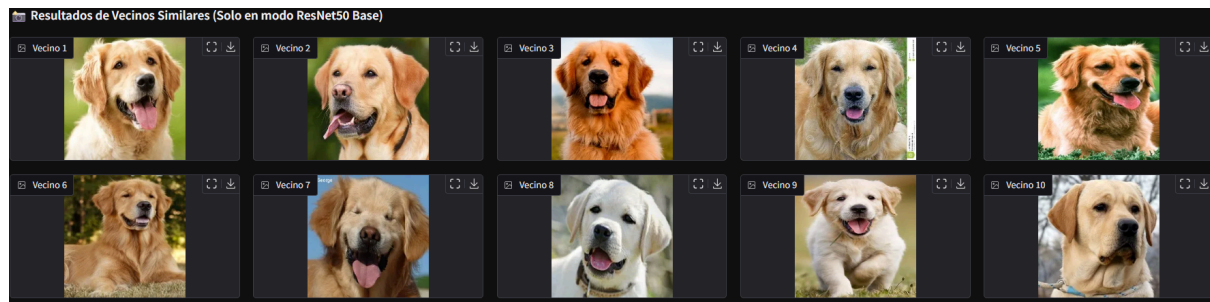 Resultados de Vecinos Similares (Solo en modo ResNet50 Base)
Vecino 1
Vecino 2
Vecino 3
Vecino 4
Vecino 5
Vecino 6
Vecino 7
Vecino 8
Vecino 9
Vecino 10